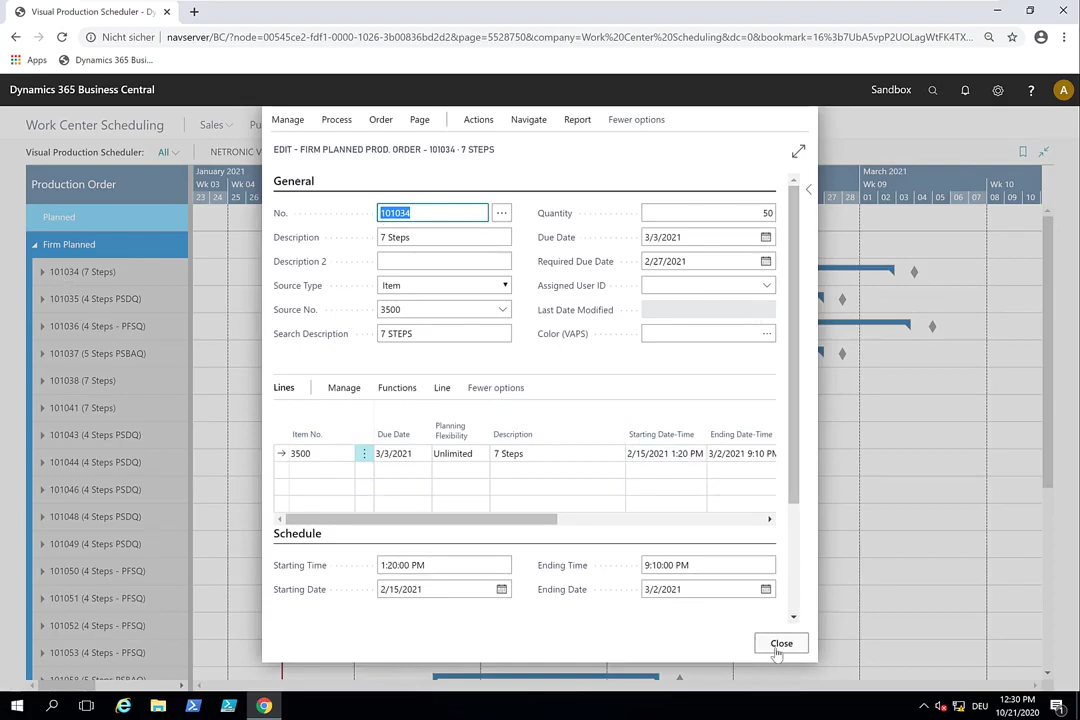 Visual Production Scheduler - Dy
Nicht sicher | navserver/BC/?node=00545ce2-fdf1-0000-1026-3b00836bd2d2&page=5528750&company=Work%20Center%20Scheduling&dc=0&bookmark=16%3b7UbA5vpP2UOLagWtFK4TX...
Apps Dynamics 365 Busi...
Dynamics 365 Business Central
Sandbox
?
A
Work Center Scheduling
Sales
Pu
Visual Production Scheduler: All
NETRONIC V
Production Order
January 2021
Wk 03 Wk 04
23 24 25 26
March 2021
Wk 09 Wk 10
27 28 01 02 03 04 05 06 07 08 09 10
Planned
Firm Planned
101034 (7 Steps)
101035 (4 Steps PSDQ)
101036 (4 Steps - PFSQ)
101037 (5 Steps PSBAQ)
101038 (7 Steps)
101041 (7 Steps)
101043 (4 Steps PSDQ)
101044 (4 Steps PSDQ)
101046 (4 Steps PSDQ)
101048 (4 Steps PSDQ)
101049 (4 Steps PSDQ)
101050 (4 Steps - PFSQ)
101051 (4 Steps - PFSQ)
101052 (4 Steps - PFSQ)
101053 (4 Steps - PFSQ)
Manage Process Order Page Actions Navigate Report Fewer options
EDIT - FIRM PLANNED PROD. ORDER - 101034 · 7 STEPS
General
No. 101034 ...
Description 7 Steps
Description 2
Source Type Item
Source No. 3500
Search Description 7 STEPS
Quantity 50
Due Date 3/3/2021
Required Due Date 2/27/2021
Assigned User ID
Last Date Modified
Color (VAPS) ...
Lines Manage Functions Line Fewer options
Item No. Due Date Planning Flexibility Description Starting Date-Time Ending Date-Time
3500 3/3/2021 Unlimited 7 Steps 2/15/2021 1:20 PM 3/2/2021 9:10 PM
Schedule
Starting Time 1:20:00 PM
Starting Date 2/15/2021
Ending Time 9:10:00 PM
Ending Date 3/2/2021
Close
DEU
12:30 PM
10/21/2020
1